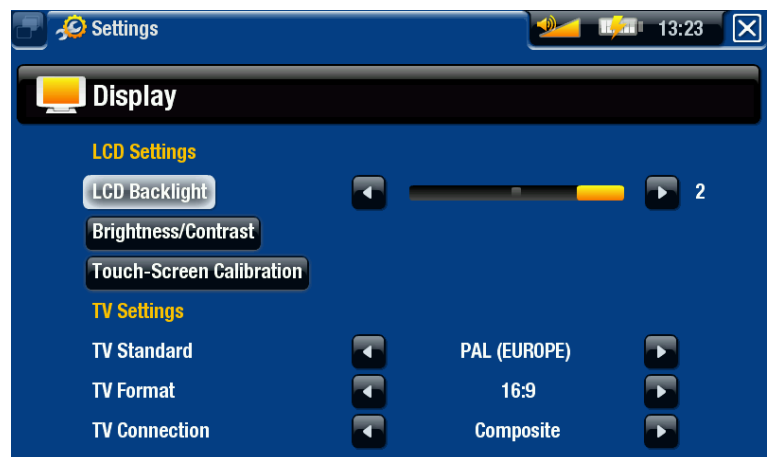 Settings 13:23
Display
LCD Settings
LCD Backlight 2
Brightness/Contrast
Touch-Screen Calibration
TV Settings
TV Standard PAL (EUROPE)
TV Format 16:9
TV Connection Composite